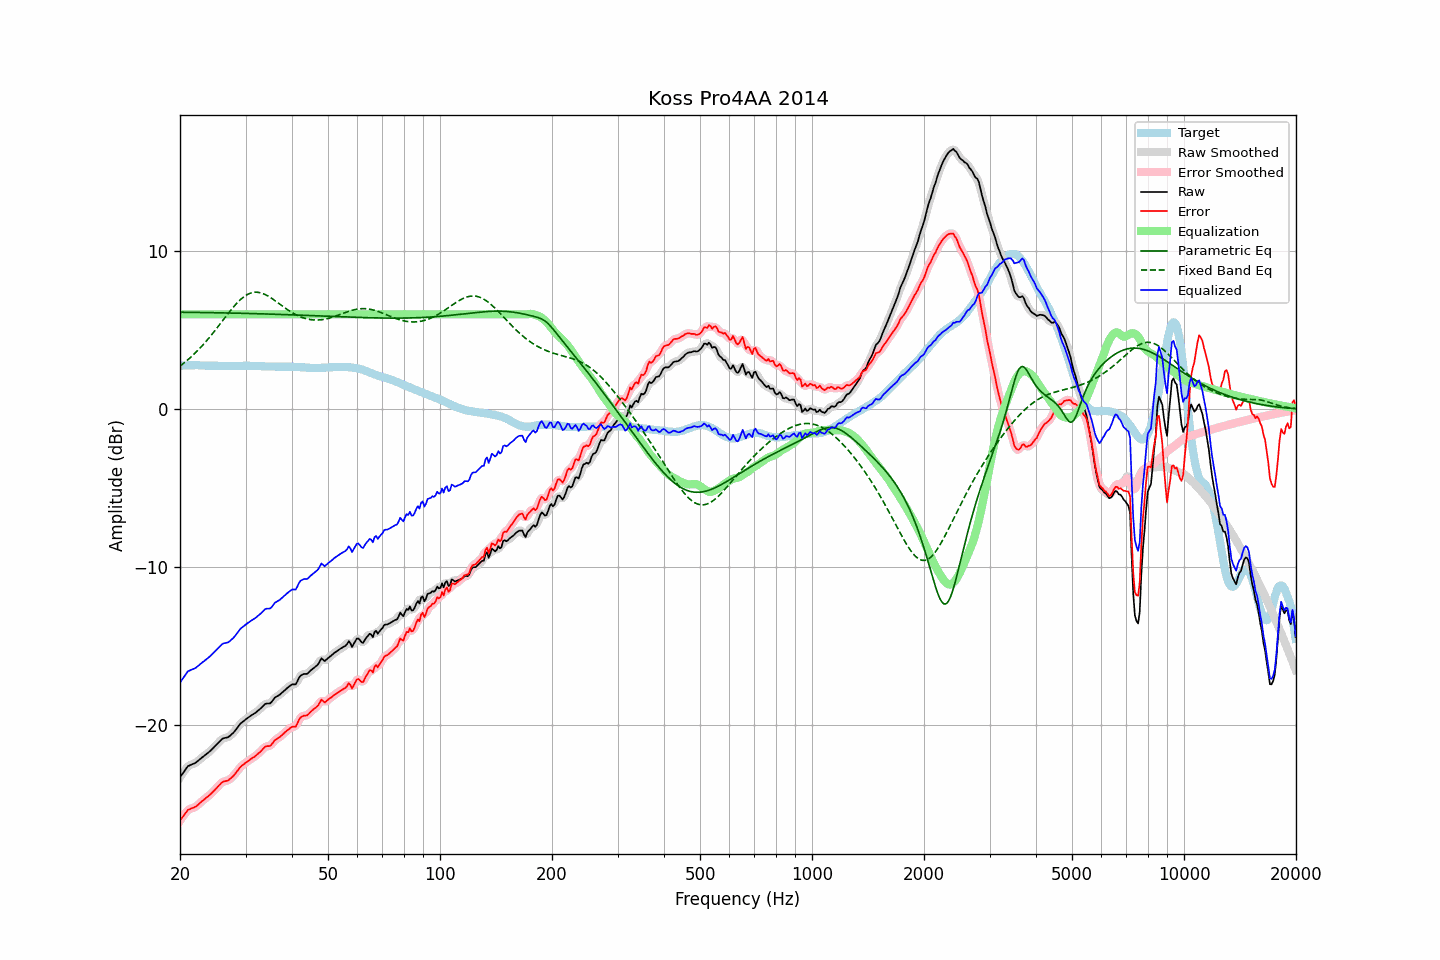 Koss Pro4AA 2014
Target
Raw Smoothed
Error Smoothed
Raw
Error
Equalization
Parametric Eq
Fixed Band Eq
Equalized
Amplitude (dBr)
10
0
−10
−20
20
50
100
200
500
1000
2000
5000
10000
20000
Frequency (Hz)